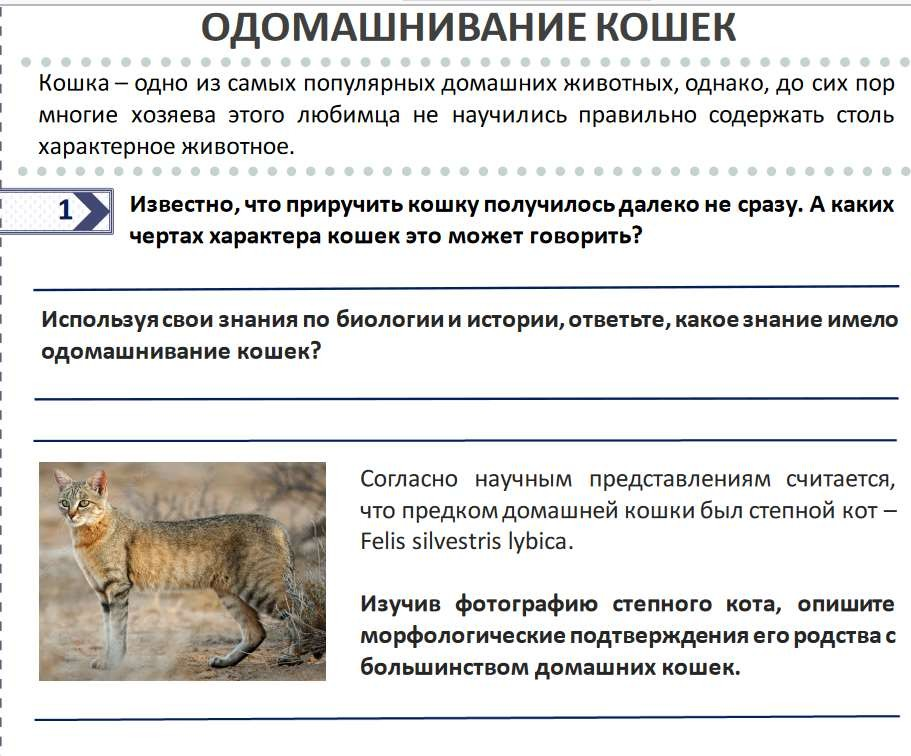 ОДОМАШНИВАНИЕ КОШЕК
Кошка – одно из самых популярных домашних животных, однако, до сих пор
многие хозяева этого любимца не научились правильно содержать столь
характерное животное.
1
Известно, что приручить кошку получилось далеко не сразу. А каких
чертах характера кошек это может говорить?
Используя свои знания по биологии и истории, ответьте, какое знание имело
одомашнивание кошек?
Согласно научным представлениям считается,
что предком домашней кошки был степной кот –
Felis silvestris lybica.
Изучив фотографию степного кота, опишите
морфологические подтверждения его родства с
большинством домашних кошек.